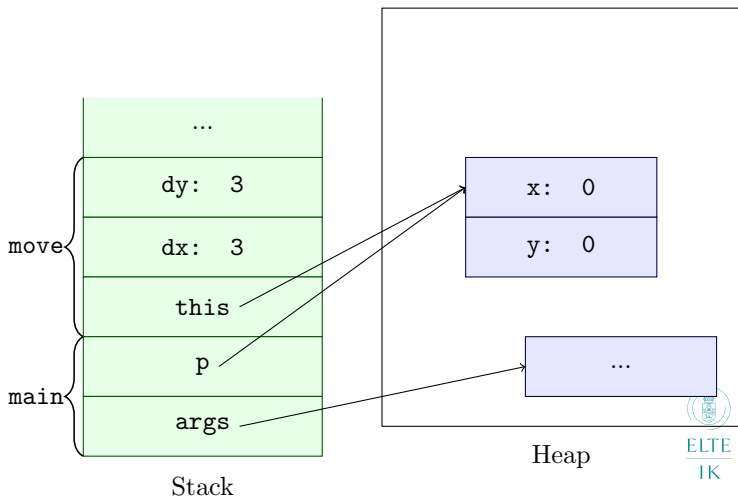 ...
dy: 3
dx: 3
this
p
args
move
main
Stack
x: 0
y: 0
...
Heap
ELTE
IK